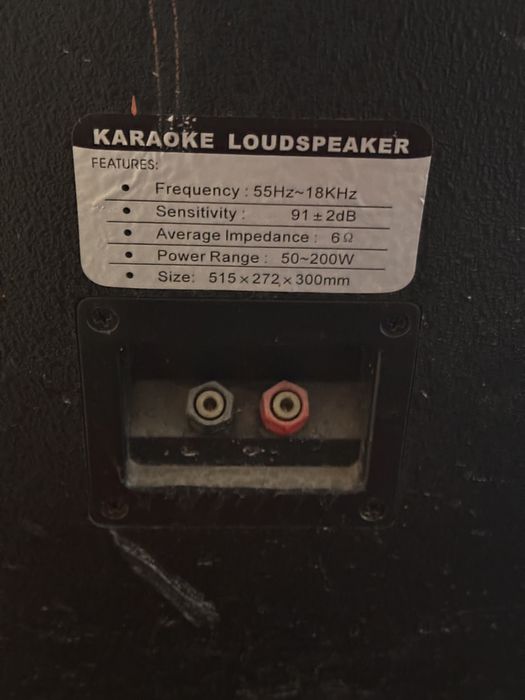 KARAOKE LOUDSPEAKER
FEATURES:
• Frequency : 55Hz~18KHz
• Sensitivity : 91 ± 2dB
• Average Impedance : 6 Ω
• Power Range : 50~200W
• Size: 515 × 272 × 300mm